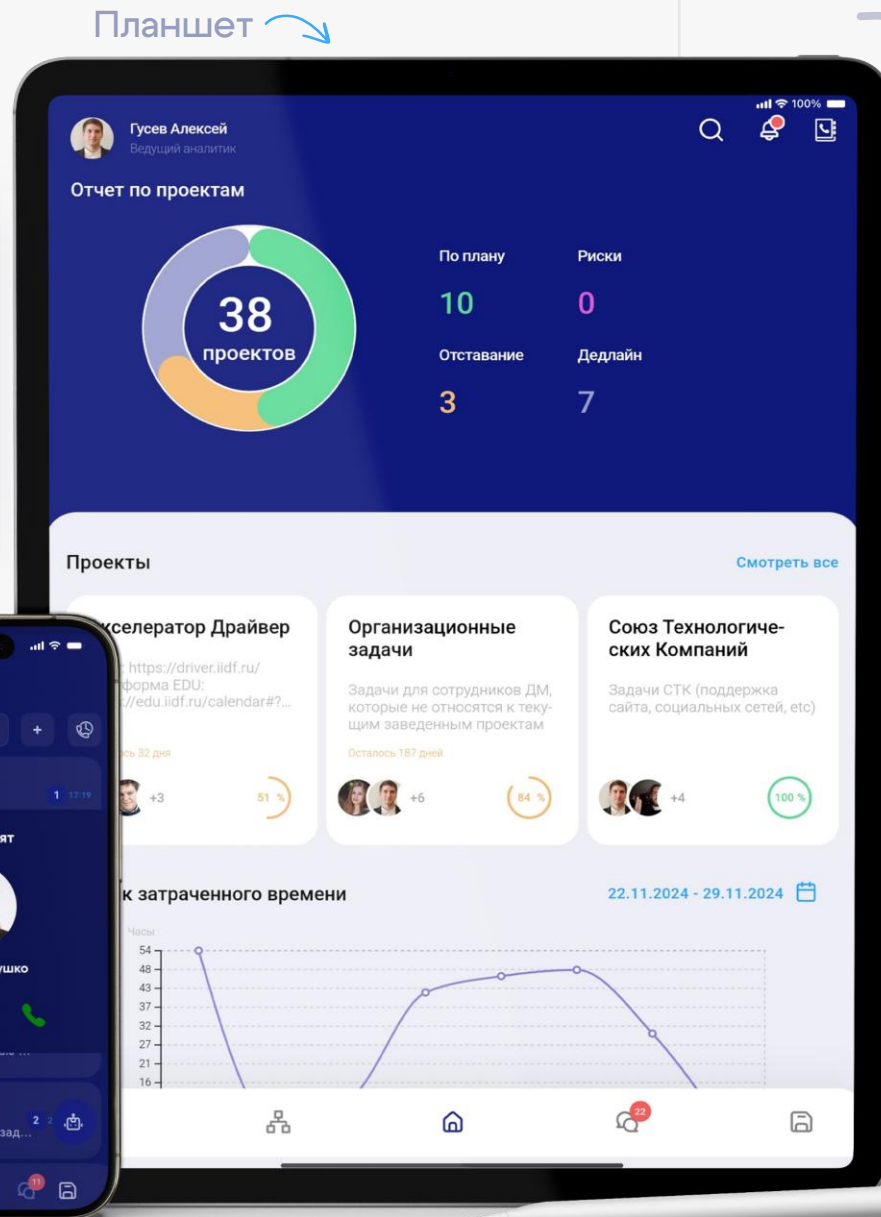 Планшет
100%
Гусев Алексей
Ведущий аналитик
Отчет по проектам
38
проектов
По плану
Риски
10
0
Отставание
Дедлайн
3
7
Проекты
Смотреть все
кселератор Драйвер
https://driver.iidf.ru/
форма EDU:
//edu.iidf.ru/calendar#?...
сь 32 дня
+3
51 %
Организационные
задачи
Задачи для сотрудников ДМ,
которые не относятся к теку-
щим заведенным проектам
Осталось 187 дней
+6
84 %
Союз Технологиче-
ских Компаний
Задачи СТК (поддержка
сайта, социальных сетей, etc)
+4
100 %
к затраченного времени
22.11.2024 - 29.11.2024
Часы
54
48
43
37
32
27
21
16
22
+
1 17:19
ят
ушко
2
зад...
11